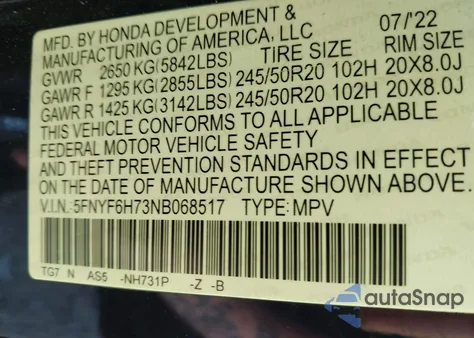 MFD. BY HONDA DEVELOPMENT & 07/'22
MANUFACTURING OF AMERICA, LLC
GVWR 2650 KG(5842LBS) TIRE SIZE RIM SIZE
GAWR F 1295 KG(2855LBS) 245/50R20 102H 20X8.0J
GAWR R 1425 KG(3142LBS) 245/50R20 102H 20X8.0J
THIS VEHICLE CONFORMS TO ALL APPLICABLE
FEDERAL MOTOR VEHICLE SAFETY
AND THEFT PREVENTION STANDARDS IN EFFECT
ON THE DATE OF MANUFACTURE SHOWN ABOVE.
V.I.N.:5FNYF6H73NB068517 TYPE:MPV
TG7 N AS5 -NH731P -Z -B
autoSnap